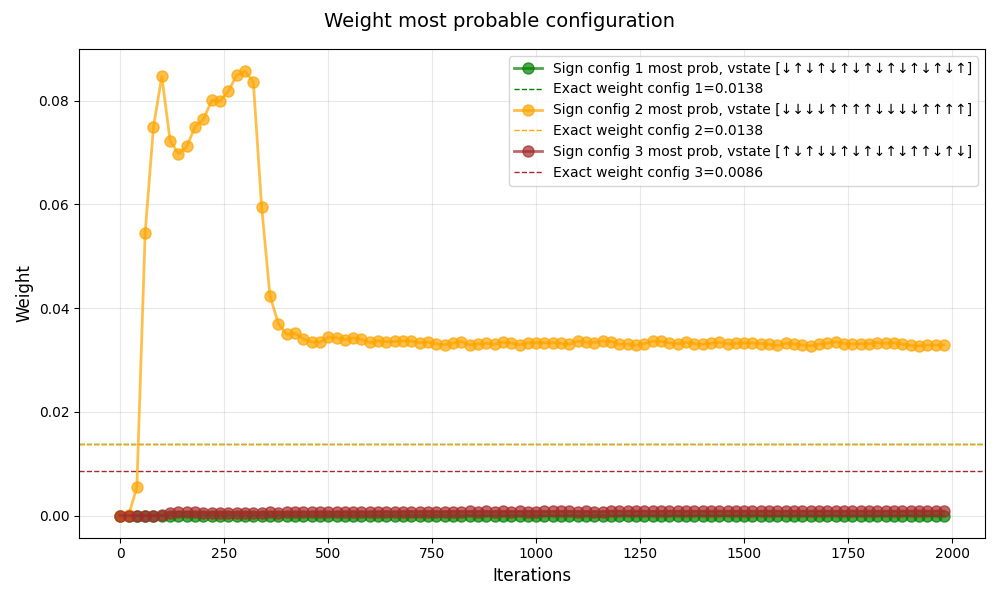 Weight most probable configuration
Sign config 1 most prob, vstate [↓↑↓↑↓↑↓↑↓↑↓↑↓↑↓↑]
Exact weight config 1=0.0138
Sign config 2 most prob, vstate [↓↓↓↓↑↑↑↑↓↓↓↓↑↑↑↑]
Exact weight config 2=0.0138
Sign config 3 most prob, vstate [↑↓↑↓↓↑↓↑↓↑↓↑↑↓↑↓]
Exact weight config 3=0.0086
Weight
0.08
0.06
0.04
0.02
0.00
0
250
500
750
1000
1250
1500
1750
2000
Iterations